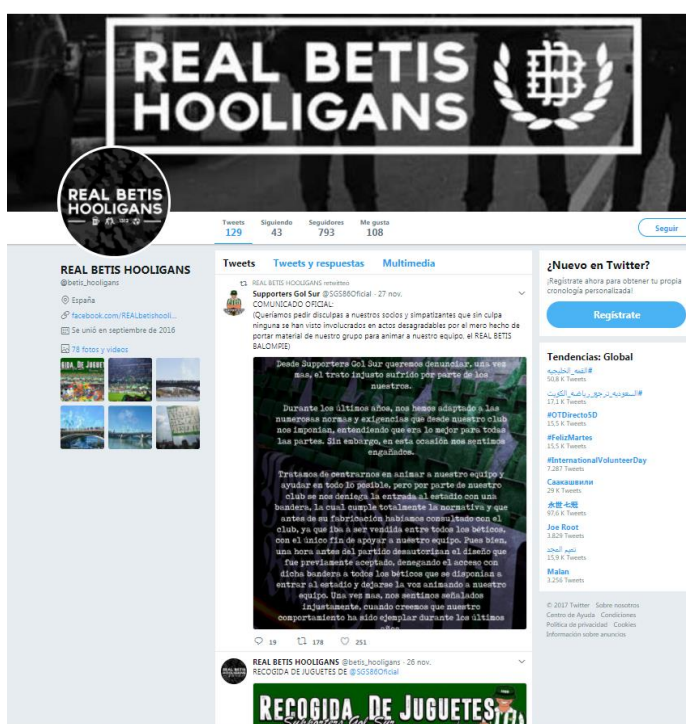 REAL BETIS
HOOLIGANS
REAL BETIS
HOOLIGANS
Tweets
129
Siguiendo
43
Seguidores
793
Me gusta
108
Seguir
REAL BETIS HOOLIGANS
@betis_hooligans
España
facebook.com/REALbetishooli...
Se unió en septiembre de 2016
78 fotos y vídeos
Tweets Tweets y respuestas Multimedia
REAL BETIS HOOLIGANS retwitteó
Supporters Gol Sur @SGS86Oficial · 27 nov.
COMUNICADO OFICIAL:
(Queríamos pedir disculpas a nuestros socios y simpatizantes que sin culpa
ninguna se han visto involucrados en actos desagradables por el mero hecho de
portar material de nuestro grupo para animar a nuestro equipo, el REAL BETIS
BALOMPIE)
Desde Supporters Gol Sur queremos denunciar, una vez
mas, el trato injusto sufrido por parte de los
nuestros.
Durante los últimos años, nos hemos adaptado a las
numerosas normas y exigencias que desde nuestro club
nos imponian, entendiendo que era lo mejor para todas
las partes. Sin embargo, en esta ocasión nos sentimos
engañados.
Tratamos de centrarnos en animar a nuestro equipo y
ayudar en todo lo posible, pero por parte de nuestro
club se nos deniega la entrada al estadio con una
bandera, la cual cumple totalmente la normativa y que
antes de su fabricación habiamos consultado con el
club, ya que iba a ser vendida entre todos los béticos,
con el único fin de apoyar a nuestro equipo. Pues bien,
una hora antes del partido desautorizan el diseño que
fue previamente aceptado, denegando el acceso con
dicha bandera a todos los béticos que se disponian a
entrar al estadio y dejarse la voz animando a nuestro
equipo. Una vez mas, nos sentimos señalados
injustamente, cuando creemos que nuestro
comportamiento ha sido ejemplar durante los últimos
años.
19 178 251
REAL BETIS HOOLIGANS @betis_hooligans · 26 nov.
RECOGIDA DE JUGUETES DE @SGS86Oficial
RECOGIDA DE JUGUETES
Supporters Gol Sur
¿Nuevo en Twitter?
¡Regístrate ahora para obtener tu propia
cronología personalizada!
Regístrate
Tendencias: Global
#القمه_الخليجيه
50,8 K Tweets
17,1 K Tweets
#OTDirecto5D
15,5 K Tweets
#FelizMartes
15,5 K Tweets
#InternationalVolunteerDay
7.287 Tweets
Саакашвили
29 K Tweets
97,6 K Tweets
Joe Root
3.829 Tweets
15,9 K Tweets
Malan
3.256 Tweets
© 2017 Twitter Sobre nosotros
Centro de Ayuda Condiciones
Política de privacidad Cookies
Información sobre anuncios